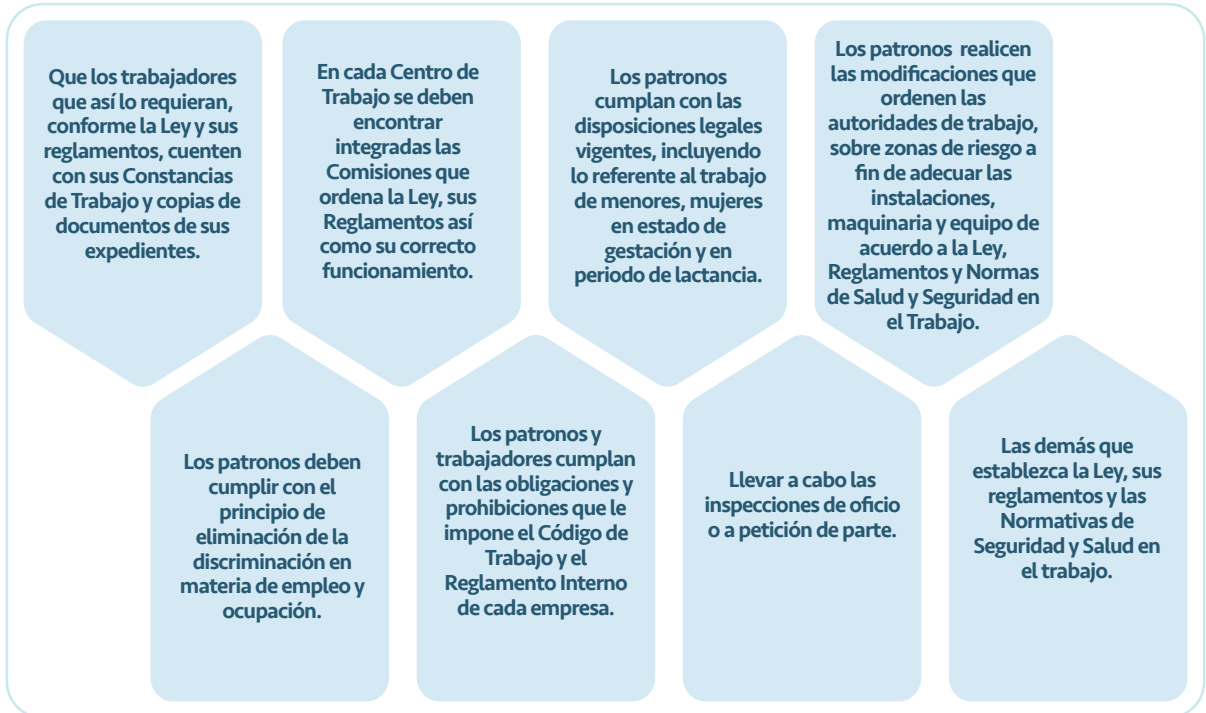 Que los trabajadores
que así lo requieran,
conforme la Ley y sus
reglamentos, cuenten
con sus Constancias
de Trabajo y copias de
documentos de sus
expedientes.
En cada Centro de
Trabajo se deben
encontrar
integradas las
Comisiones que
ordena la Ley, sus
Reglamentos así
como su correcto
funcionamiento.
Los patronos
cumplan con las
disposiciones legales
vigentes, incluyendo
lo referente al trabajo
de menores, mujeres
en estado de
gestación y en
periodo de lactancia.
Los patronos realicen
las modificaciones que
ordenen las
autoridades de trabajo,
sobre zonas de riesgo a
fin de adecuar las
instalaciones,
maquinaria y equipo de
acuerdo a la Ley,
Reglamentos y Normas
de Salud y Seguridad en
el Trabajo.
Los patronos deben
cumplir con el
principio de
eliminación de la
discriminación en
materia de empleo y
ocupación.
Los patronos y
trabajadores cumplan
con las obligaciones y
prohibiciones que le
impone el Código de
Trabajo y el
Reglamento Interno
de cada empresa.
Llevar a cabo las
inspecciones de oficio
o a petición de parte.
Las demás que
establezca la Ley, sus
reglamentos y las
Normativas de
Seguridad y Salud en
el trabajo.